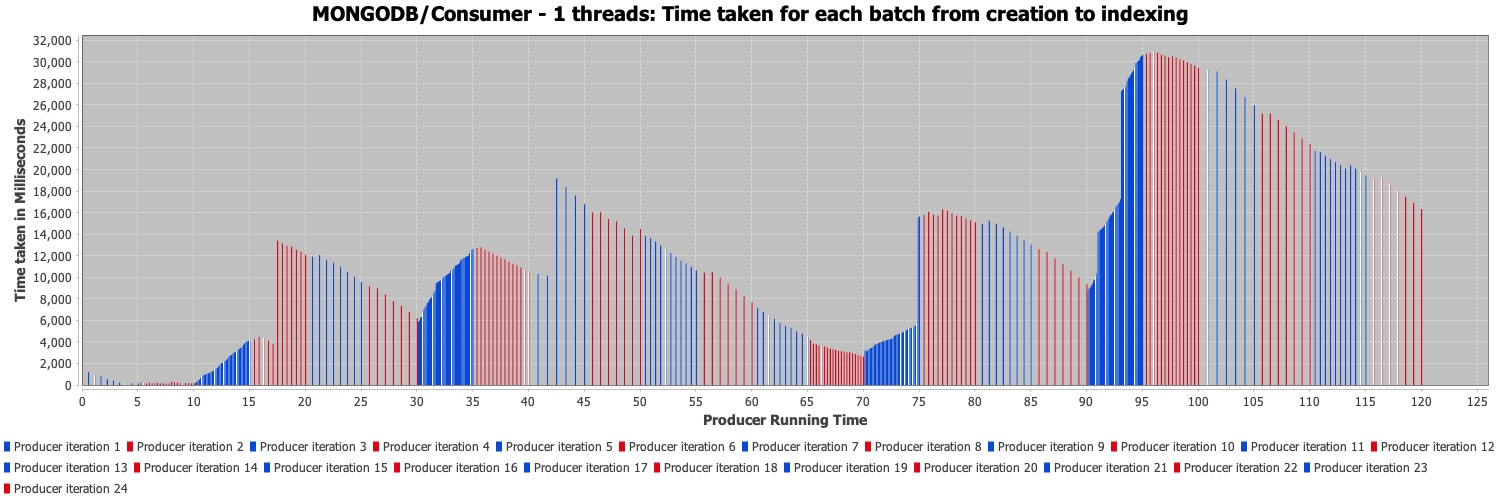 MONGODB/Consumer - 1 threads: Time taken for each batch from creation to indexing
Time taken in Milliseconds
32,000
30,000
28,000
26,000
24,000
22,000
20,000
18,000
16,000
14,000
12,000
10,000
8,000
6,000
4,000
2,000
0
0 5 10 15 20 25 30 35 40 45 50 55 60 65 70 75 80 85 90 95 100 105 110 115 120 125
Producer Running Time
Producer iteration 1 Producer iteration 2 Producer iteration 3 Producer iteration 4 Producer iteration 5 Producer iteration 6 Producer iteration 7 Producer iteration 8 Producer iteration 9 Producer iteration 10 Producer iteration 11 Producer iteration 12
Producer iteration 13 Producer iteration 14 Producer iteration 15 Producer iteration 16 Producer iteration 17 Producer iteration 18 Producer iteration 19 Producer iteration 20 Producer iteration 21 Producer iteration 22 Producer iteration 23
Producer iteration 24